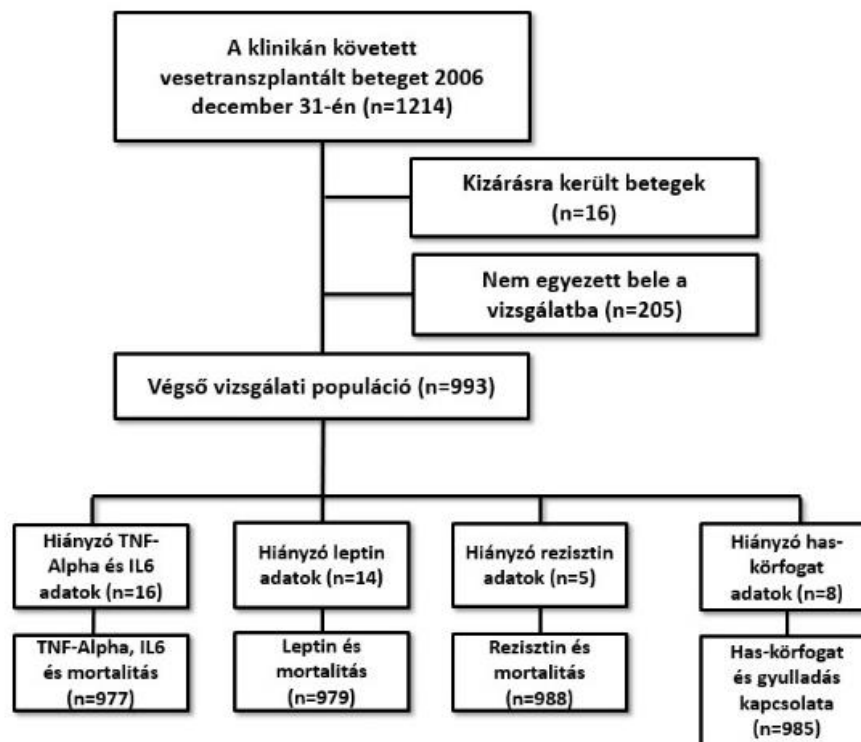 A klinikán követett
vesetranszplantált beteget 2006
december 31-én (n=1214)
Kizárásra került betegek
(n=16)
Nem egyezett bele a
vizsgálatba (n=205)
Végső vizsgálati populáció (n=993)
Hiányzó TNF-
Alpha és IL6
adatok (n=16)
Hiányzó leptin
adatok (n=14)
Hiányzó rezisztin
adatok (n=5)
Hiányzó has-
körfogat
adatok (n=8)
TNF-Alpha, IL6
és mortalitás
(n=977)
Leptin és
mortalitás
(n=979)
Rezisztin és
mortalitás
(n=988)
Has-körfogat
és gyulladás
kapcsolata
(n=985)